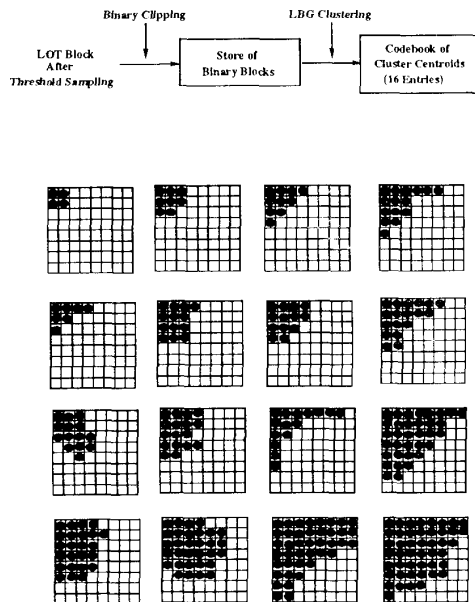 Binary Clipping
LBG Clustering
LOT Block
After
Threshold Sampling
Store of
Binary Blocks
Codebook of
Cluster Centroids
(16 Entries)